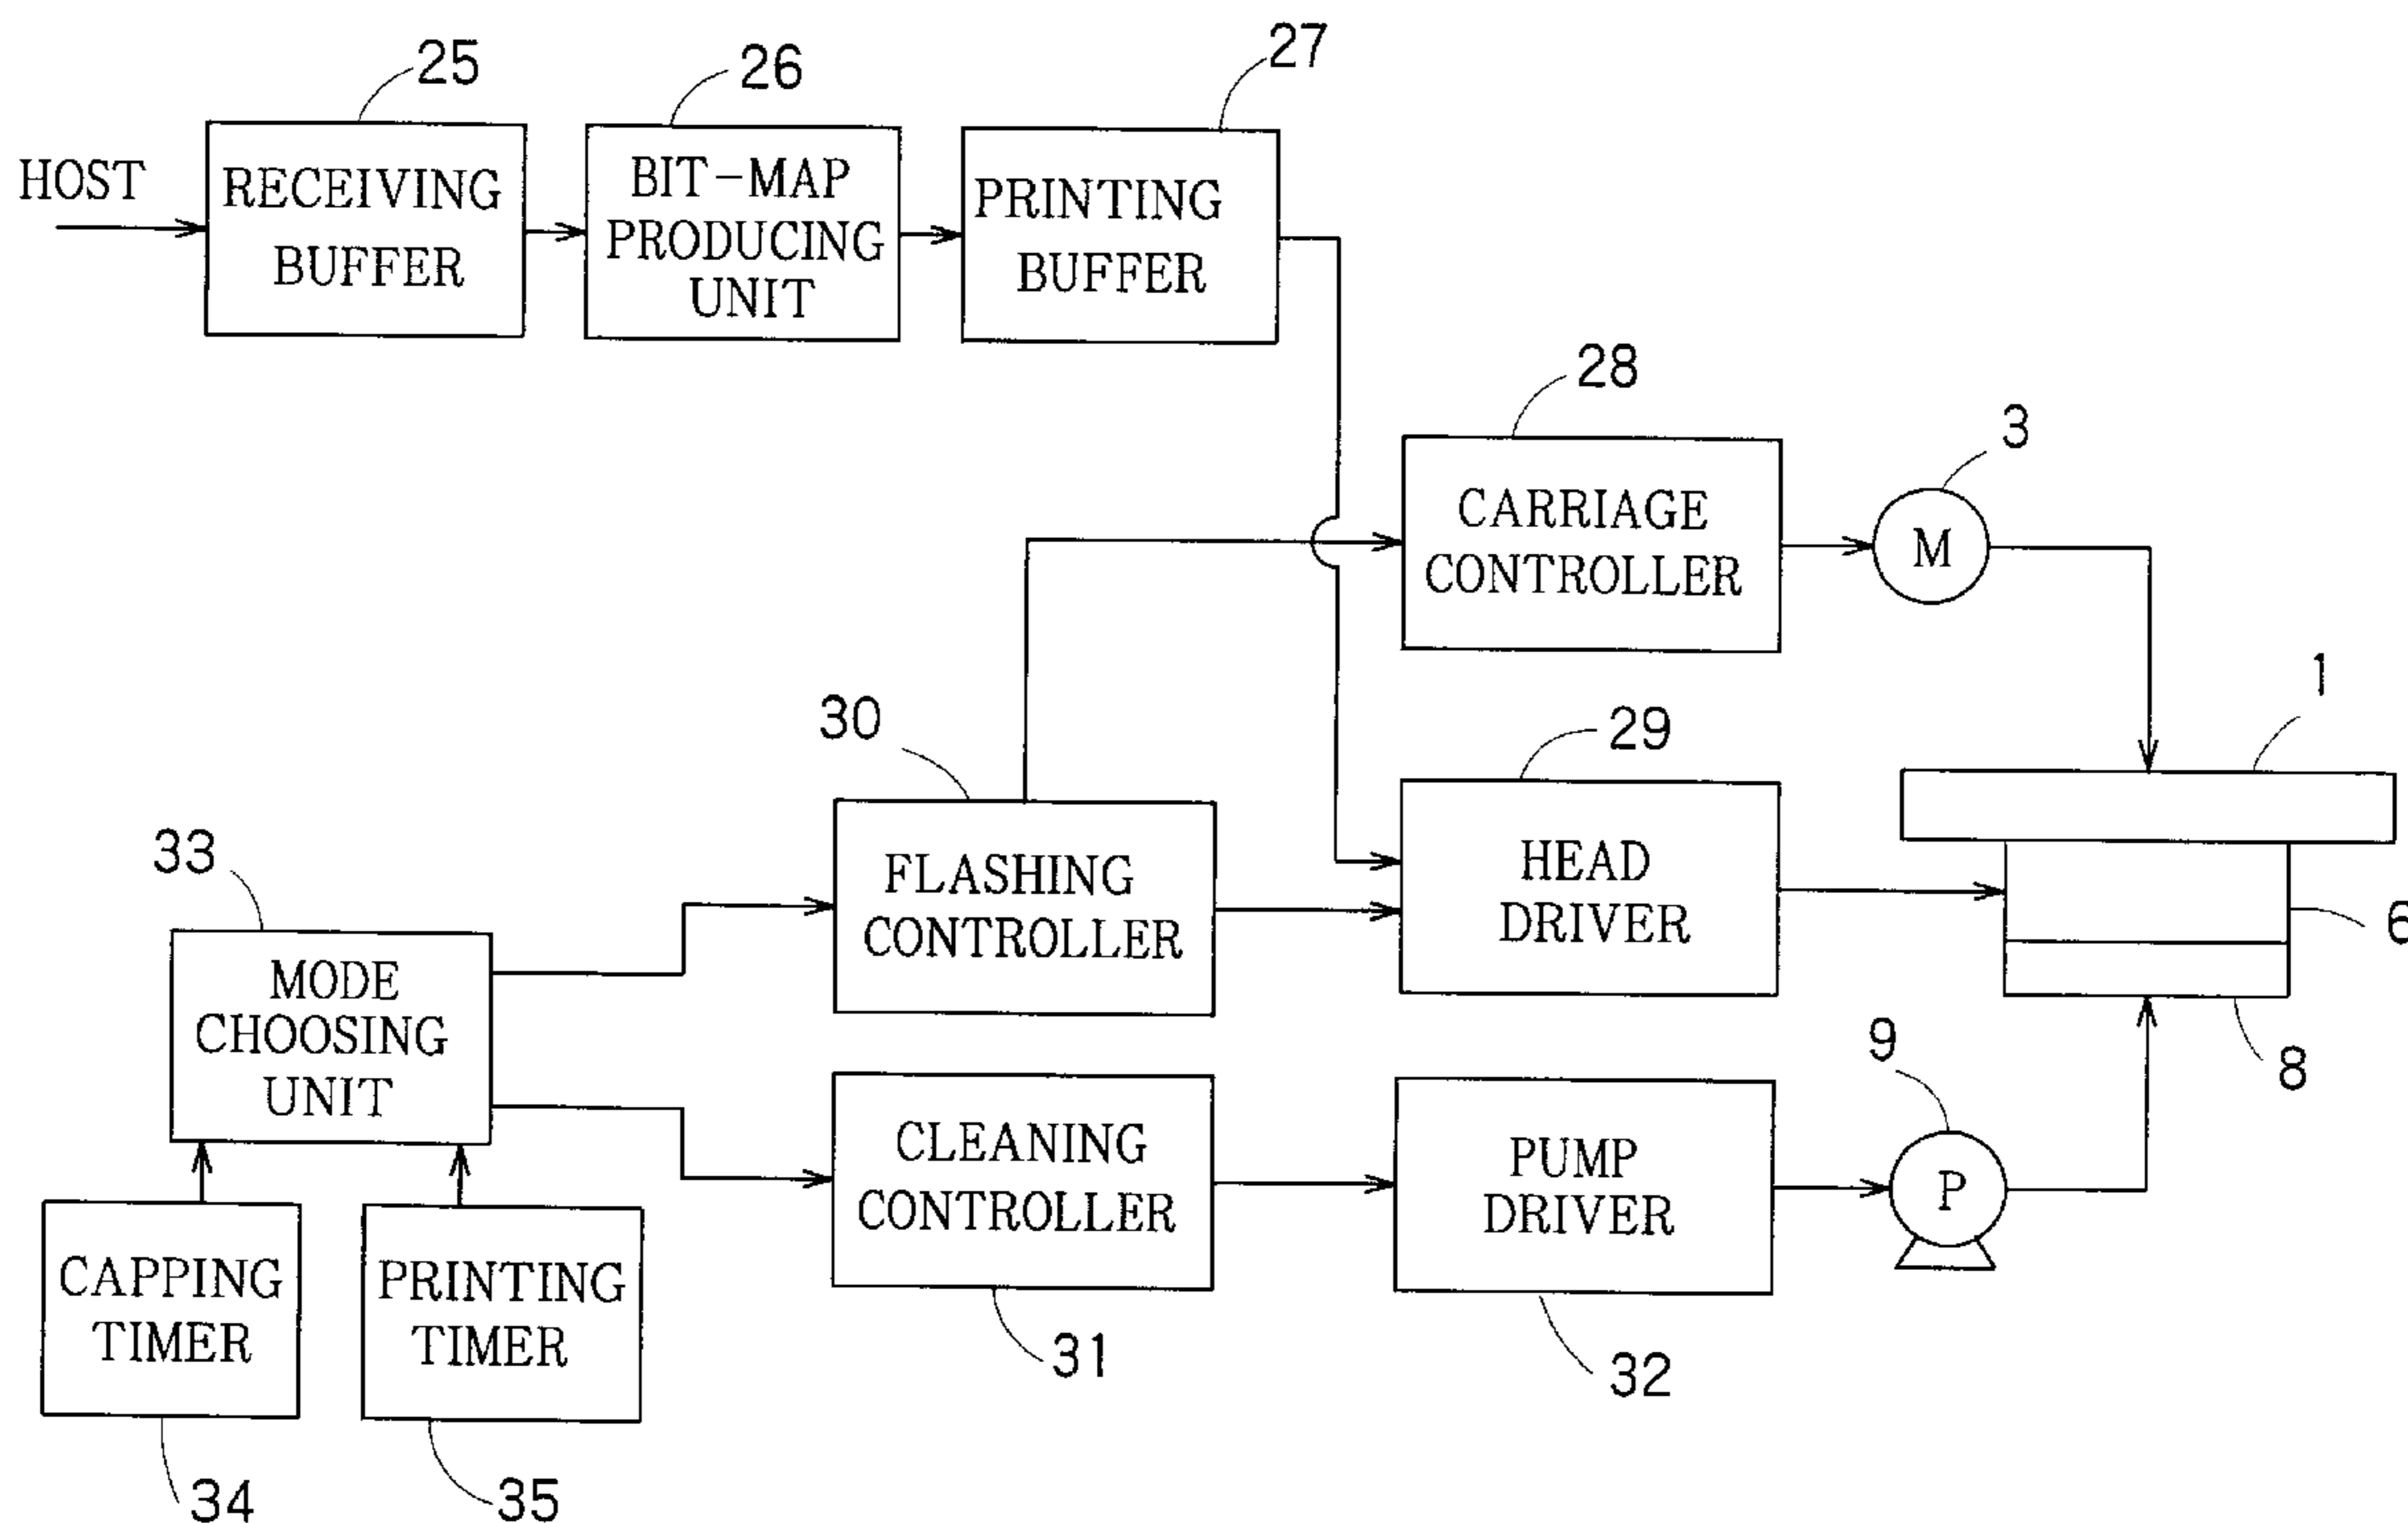 25
26
27
HOST
RECEIVING
BUFFER
BIT-MAP
PRODUCING
UNIT
PRINTING
BUFFER
28
3
CARRIAGE
CONTROLLER
M
1
30
29
33
FLASHING
CONTROLLER
HEAD
DRIVER
6
MODE
CHOOSING
UNIT
9
8
CLEANING
CONTROLLER
PUMP
DRIVER
P
CAPPING
TIMER
PRINTING
TIMER
31
32
34
35